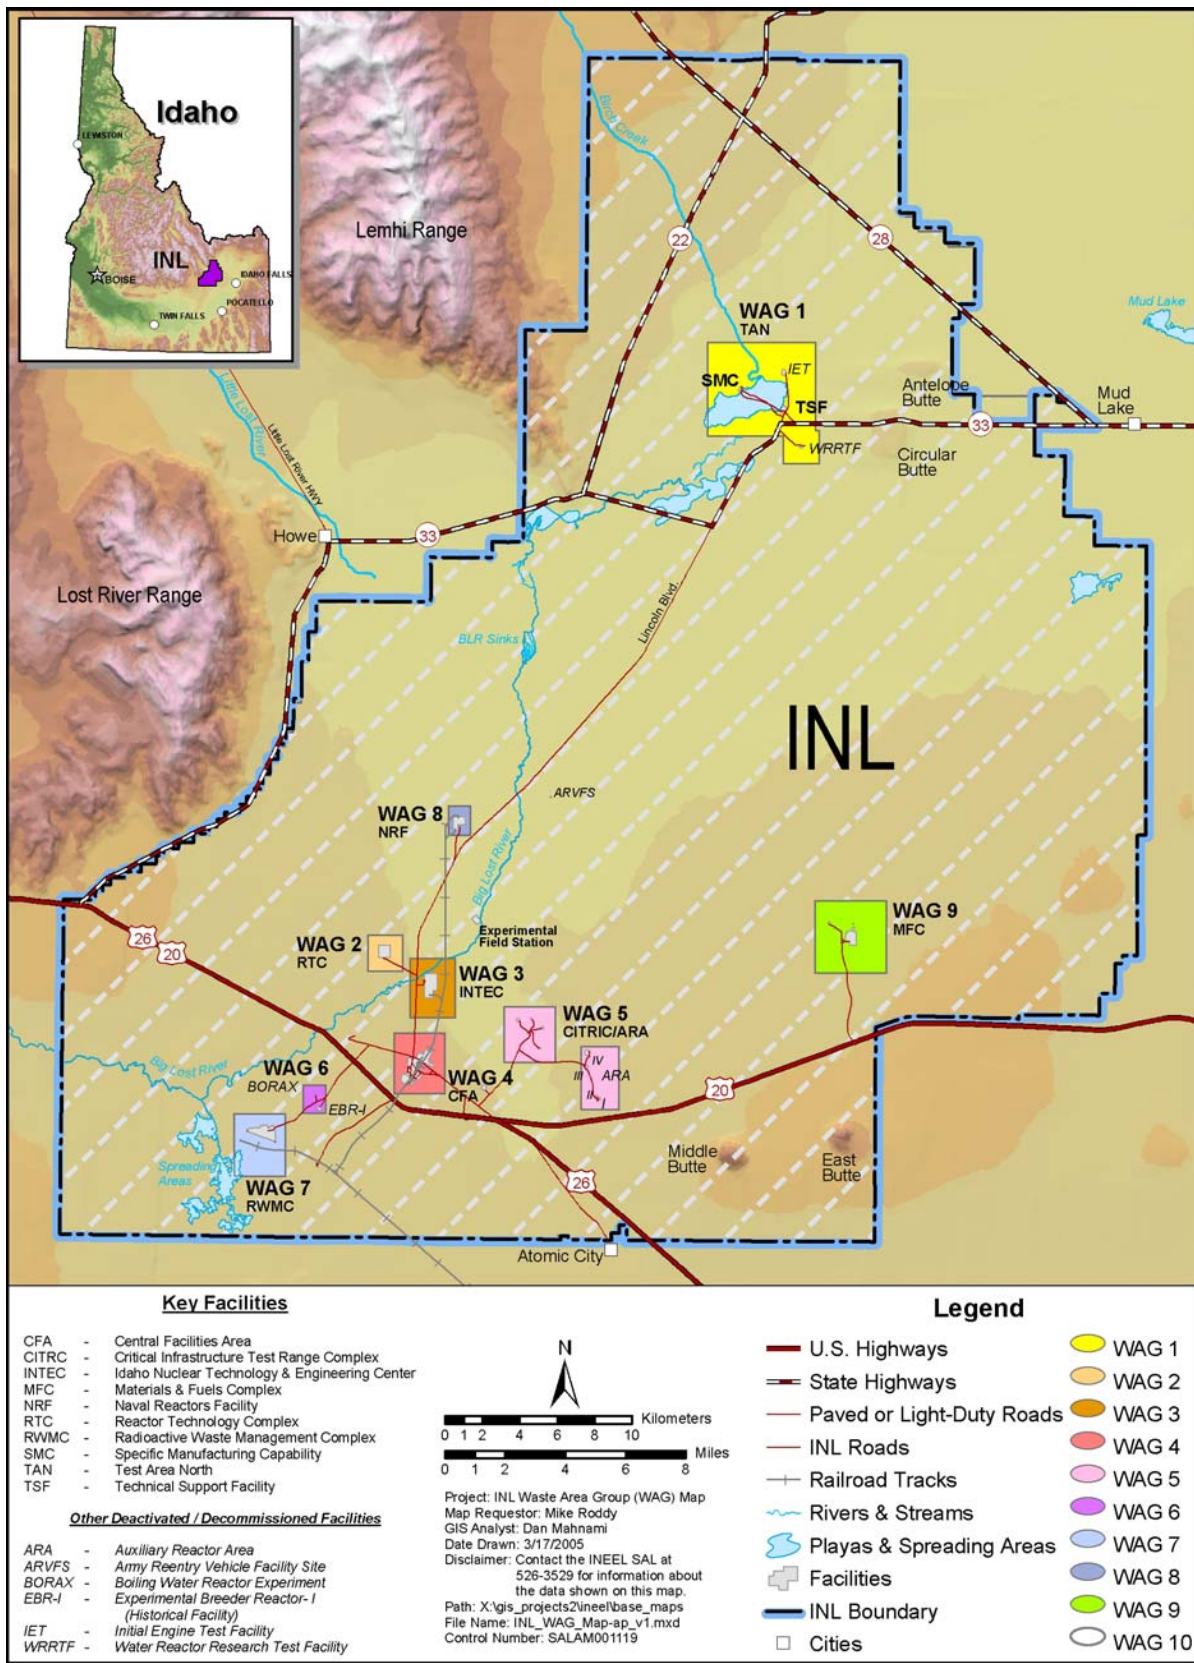 Idaho
LEWISTON
INL
BOISE
IDAHO FALLS
POCATELLO
TWIN FALLS
Birch Creek
Lemhi Range
22
28
WAG 1
TAN
Mud Lake
IET
SMC
TSF
Antelope
Butte
Mud
Lake
33
WRRTF
Circular
Butte
Little Lost River
Little Lost River HWY
Howe
33
Lost River Range
BLR Sinks
Lincoln Blvd.
INL
ARVFS
WAG 8
NRF
Big Lost River
WAG 9
MFC
26
20
Experimental
Field Station
WAG 2
RTC
WAG 3
INTEC
WAG 5
CITRIC/ARA
Big Lost River
WAG 6
BORAX
EBR-I
WAG 4
CFA
IV
III
ARA
II
I
20
Spreading
Areas
WAG 7
RWMC
Middle
Butte
East
Butte
26
Atomic City
Key Facilities
CFA - Central Facilities Area
CITRC - Critical Infrastructure Test Range Complex
INTEC - Idaho Nuclear Technology & Engineering Center
MFC - Materials & Fuels Complex
NRF - Naval Reactors Facility
RTC - Reactor Technology Complex
RWMC - Radioactive Waste Management Complex
SMC - Specific Manufacturing Capability
TAN - Test Area North
TSF - Technical Support Facility
Other Deactivated / Decommissioned Facilities
ARA - Auxiliary Reactor Area
ARVFS - Army Reentry Vehicle Facility Site
BORAX - Boiling Water Reactor Experiment
EBR-I - Experimental Breeder Reactor- I
(Historical Facility)
IET - Initial Engine Test Facility
WRRTF - Water Reactor Research Test Facility
N
Kilometers
0 1 2 4 6 8 10
Miles
0 1 2 4 6 8
Project: INL Waste Area Group (WAG) Map
Map Requestor: Mike Roddy
GIS Analyst: Dan Mahnami
Date Drawn: 3/17/2005
Disclaimer: Contact the INEEL SAL at
526-3529 for information about
the data shown on this map.
Path: X:\gis_projects2\ineel\base_maps
File Name: INL_WAG_Map-ap_v1.mxd
Control Number: SALAM001119
Legend
U.S. Highways
State Highways
Paved or Light-Duty Roads
INL Roads
Railroad Tracks
Rivers & Streams
Playas & Spreading Areas
Facilities
INL Boundary
Cities
WAG 1
WAG 2
WAG 3
WAG 4
WAG 5
WAG 6
WAG 7
WAG 8
WAG 9
WAG 10